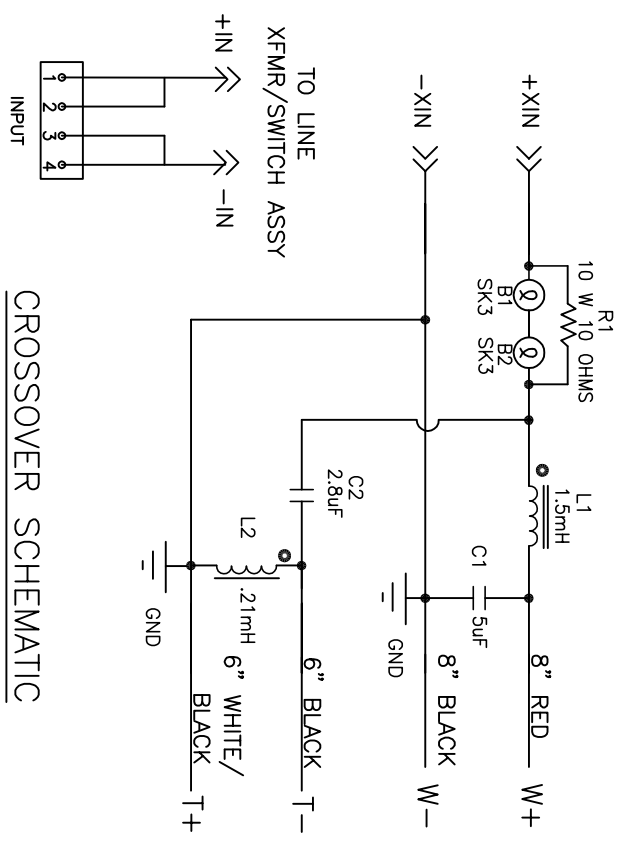 +XIN
-XIN
R1
10 W 10 OHMS
B1
SK3
B2
SK3
L1
1.5mH
C1
5uF
GND
8” RED
W+
8” BLACK
W-
C2
2.8uF
L2
.21mH
GND
6” BLACK
T-
6” WHITE/
BLACK
T+
TO LINE
XFMR/SWITCH ASSY
+IN
-IN
1
2
3
4
INPUT
CROSSOVER SCHEMATIC